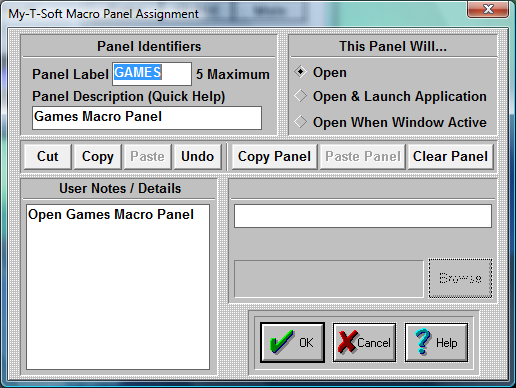 My-T-Soft Macro Panel Assignment
Panel Identifiers
Panel Label GAMES 5 Maximum
Panel Description (Quick Help)
Games Macro Panel
This Panel Will...
Open
Open & Launch Application
Open When Window Active
Cut Copy Paste Undo Copy Panel Paste Panel Clear Panel
User Notes / Details
Open Games Macro Panel
Browse
OK Cancel Help